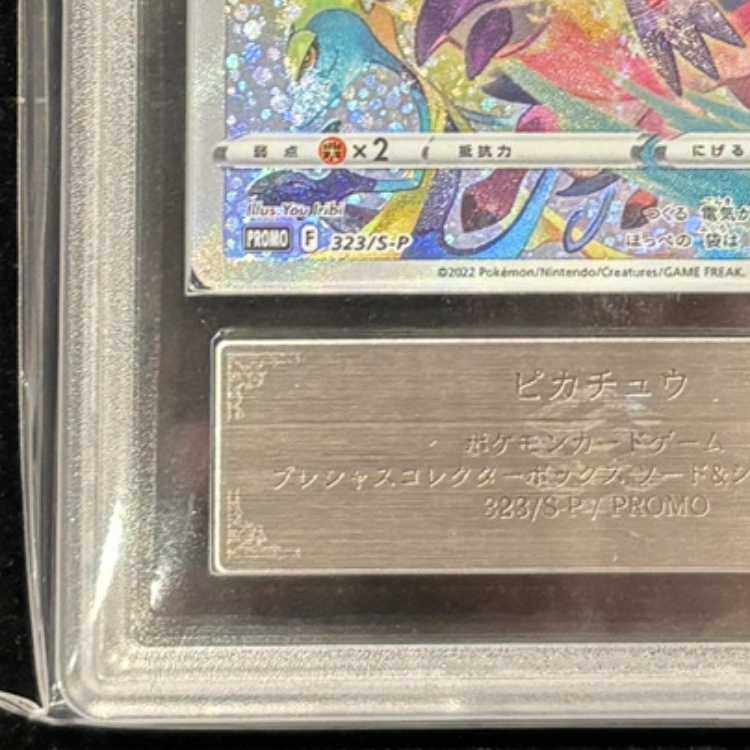 弱点 ×2 抵抗力 にげる
Illus. You Iribi
つくる 電気が
PROMO F 323/S-P
ほっぺの 袋は
©2022 Pokémon/Nintendo/Creatures/GAME FREAK.
ピカチュウ
ポケモンカードゲーム
プレシャスコレクターボックス ソード&シ
323/S-P / PROMO